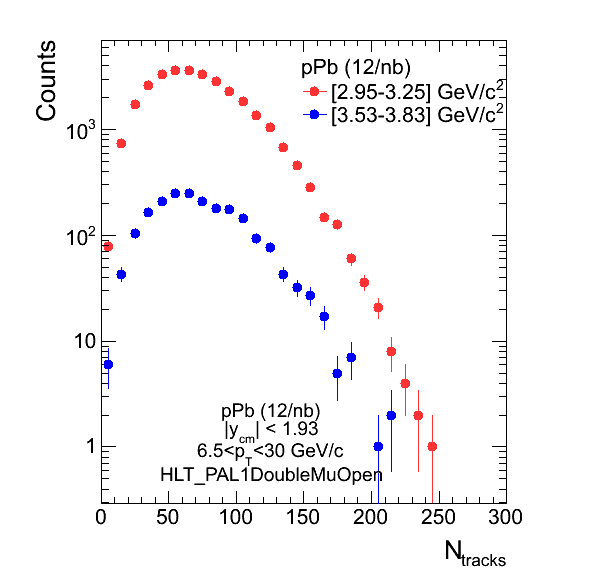 Counts
pPb (12/nb)
[2.95-3.25] GeV/c²
[3.53-3.83] GeV/c²
10³
10²
10
1
pPb (12/nb)
|y_cm| < 1.93
6.5<p_T<30 GeV/c
HLT_PAL1DoubleMuOpen
0 50 100 150 200 250 300
N_tracks